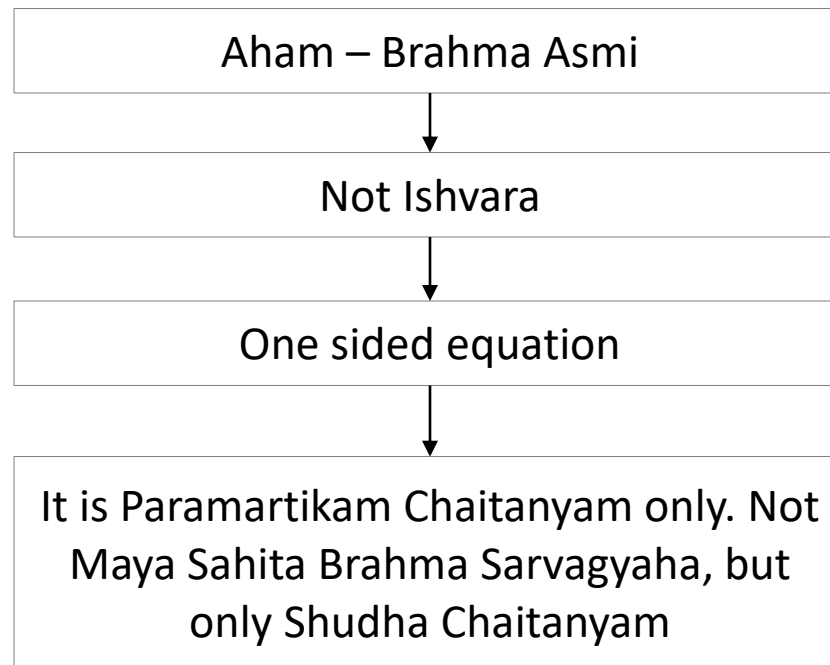 Aham – Brahma Asmi
Not Ishvara
One sided equation
It is Paramartikam Chaitanyam only. Not
Maya Sahita Brahma Sarvagyaha, but
only Shudha Chaitanyam